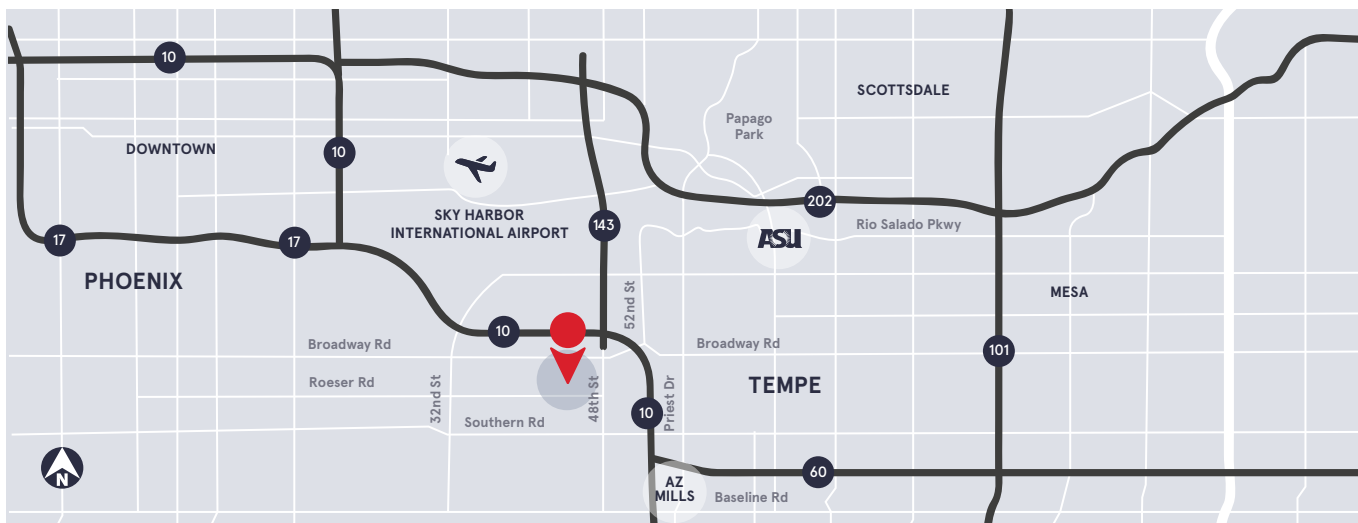 10
SCOTTSDALE
Papago
Park
DOWNTOWN
10
202
SKY HARBOR
INTERNATIONAL AIRPORT
143
Rio Salado Pkwy
ASU
17
17
PHOENIX
MESA
52nd St
10
Broadway Rd
Broadway Rd
101
Roeser Rd
TEMPE
32nd St
48th St
Priest Dr
10
Southern Rd
N
60
AZ
MILLS
Baseline Rd